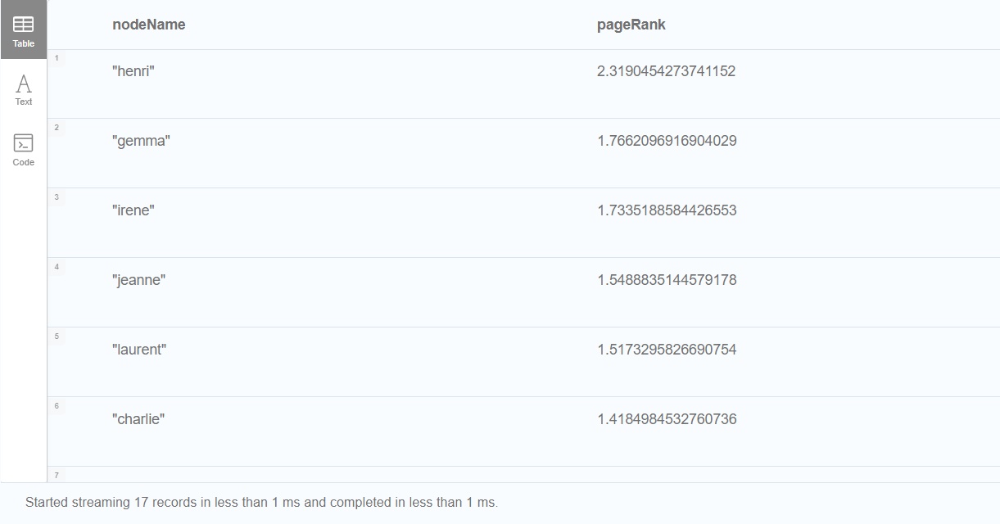 nodeName pageRank
Table
1
"henri" 2.3190454273741152
Text
2
"gemma" 1.7662096916904029
Code
3
"irene" 1.7335188584426553
4
"jeanne" 1.5488835144579178
5
"laurent" 1.5173295826690754
6
"charlie" 1.4184984532760736
7
Started streaming 17 records in less than 1 ms and completed in less than 1 ms.